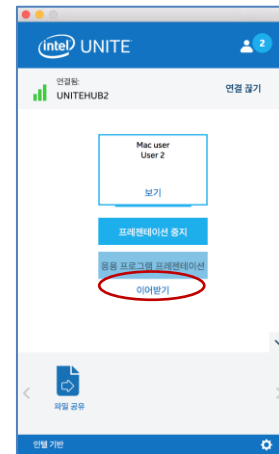 intel UNITE
2
연결됨:
UNITEHUB2
연결 끊기
Mac user
User 2
보기
프레젠테이션 중지
응용 프로그램 프레젠테이션
이어받기
파일 공유
인텔 기반